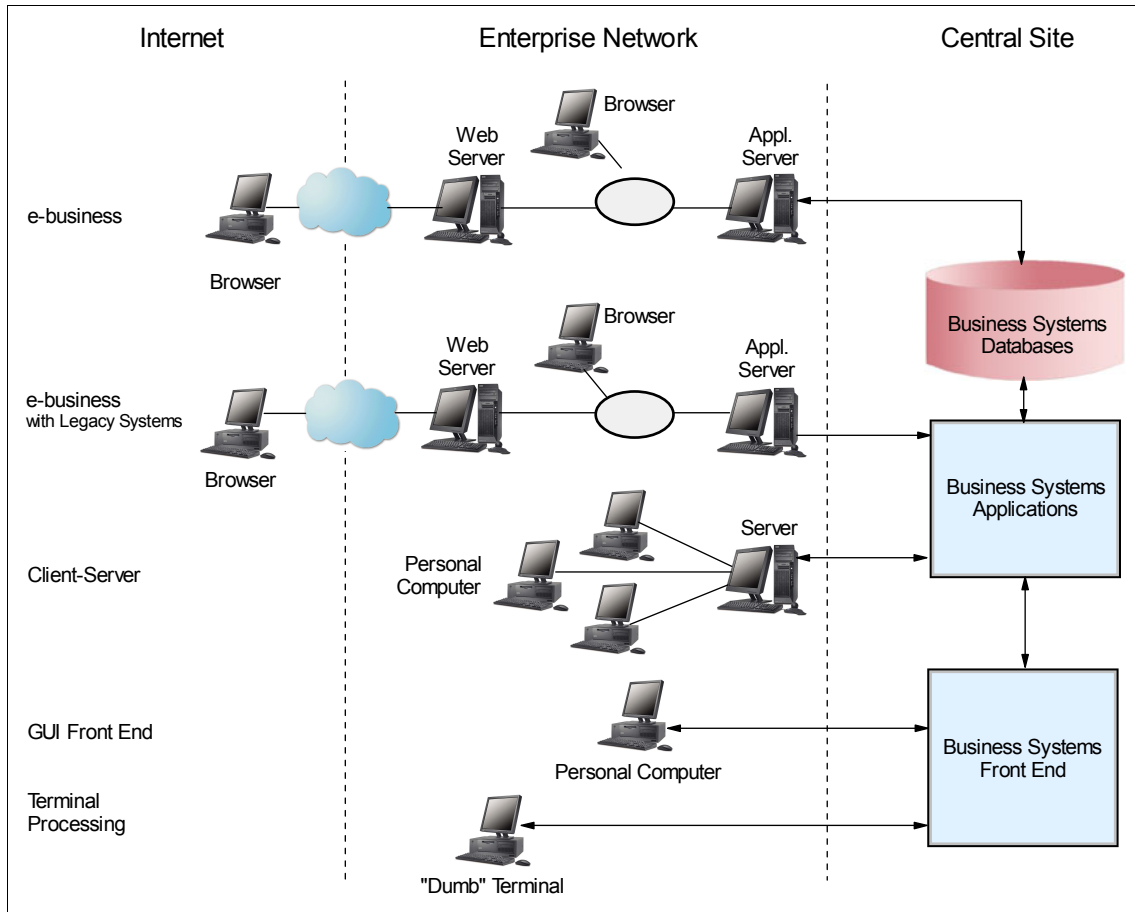 Internet
Enterprise Network
Central Site
Browser
Web
Server
Appl.
Server
e-business
Browser
Business Systems
Databases
Browser
Web
Server
Appl.
Server
e-business
with Legacy Systems
Browser
Business Systems
Applications
Server
Personal
Computer
Client-Server
GUI Front End
Personal Computer
Business Systems
Front End
Terminal
Processing
"Dumb" Terminal